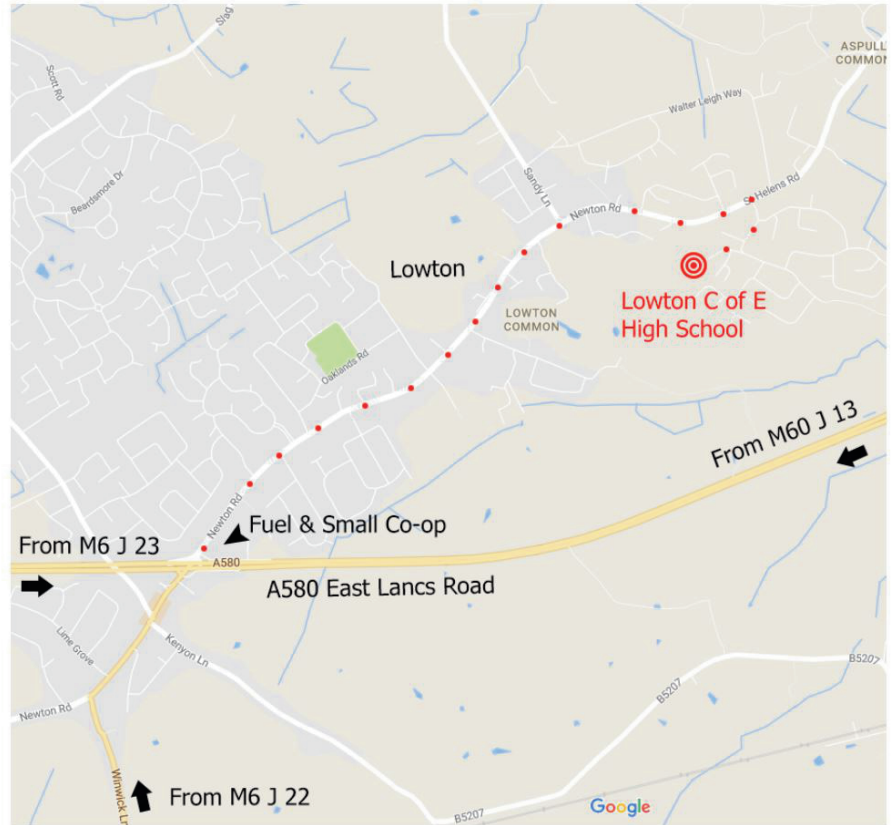 Slag
ASPULL
COMMON
Scott Rd
Walter Leigh Way
Beardsmore Dr
Sandy Ln
St Helens Rd
Newton Rd
Lowton
Lowton C of E
High School
LOWTON
COMMON
Oaklands Rd
From M60 J 13
Newton Rd
Fuel & Small Co-op
From M6 J 23
A580
A580 East Lancs Road
Lime Grove
Kenyon Ln
B5207
B5207
Newton Rd
Winwick Ln
From M6 J 22
Google
B5207